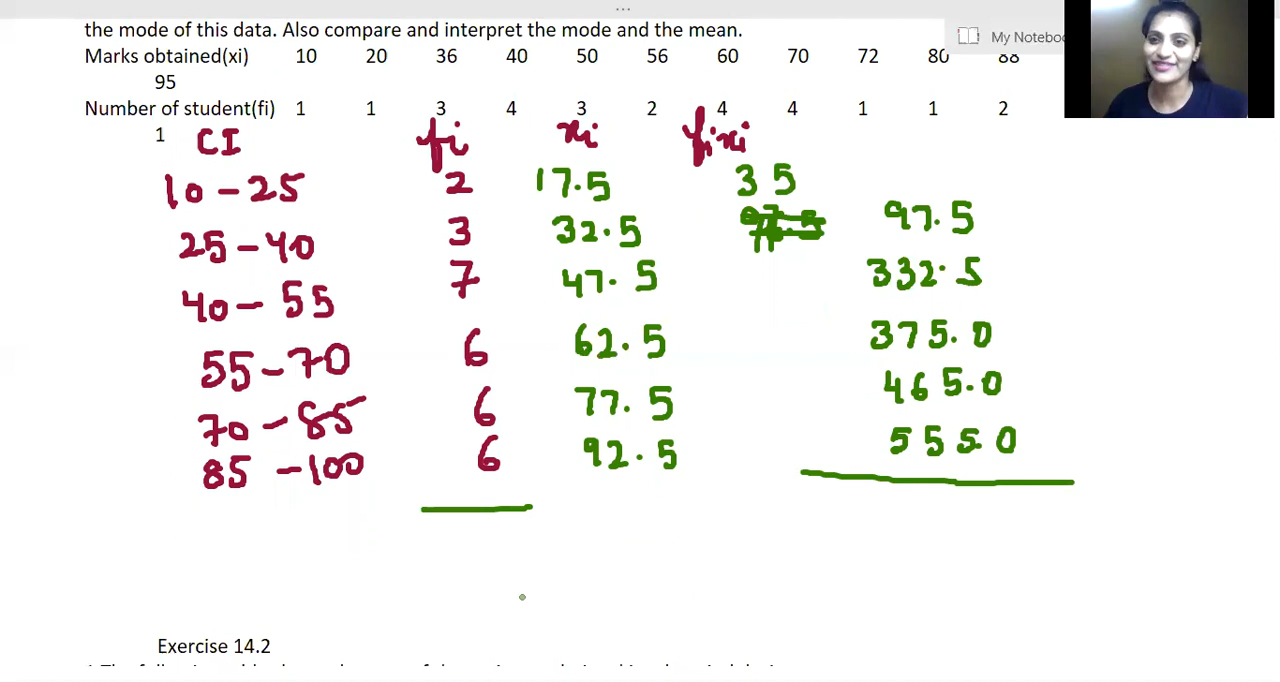 the mode of this data. Also compare and interpret the mode and the mean.
My Notebook
Marks obtained(xi) 10 20 36 40 50 56 60 70 72 80 88
95
Number of student(fi) 1 1 3 4 3 2 4 4 1 1 2
1
CI fi xi fixi
10 - 25 2 17.5 35
25 - 40 3 32.5 97.5
40 - 55 7 47.5 332.5
55 - 70 6 62.5 375.0
70 - 85 6 77.5 465.0
85 - 100 6 92.5 555.0
Exercise 14.2